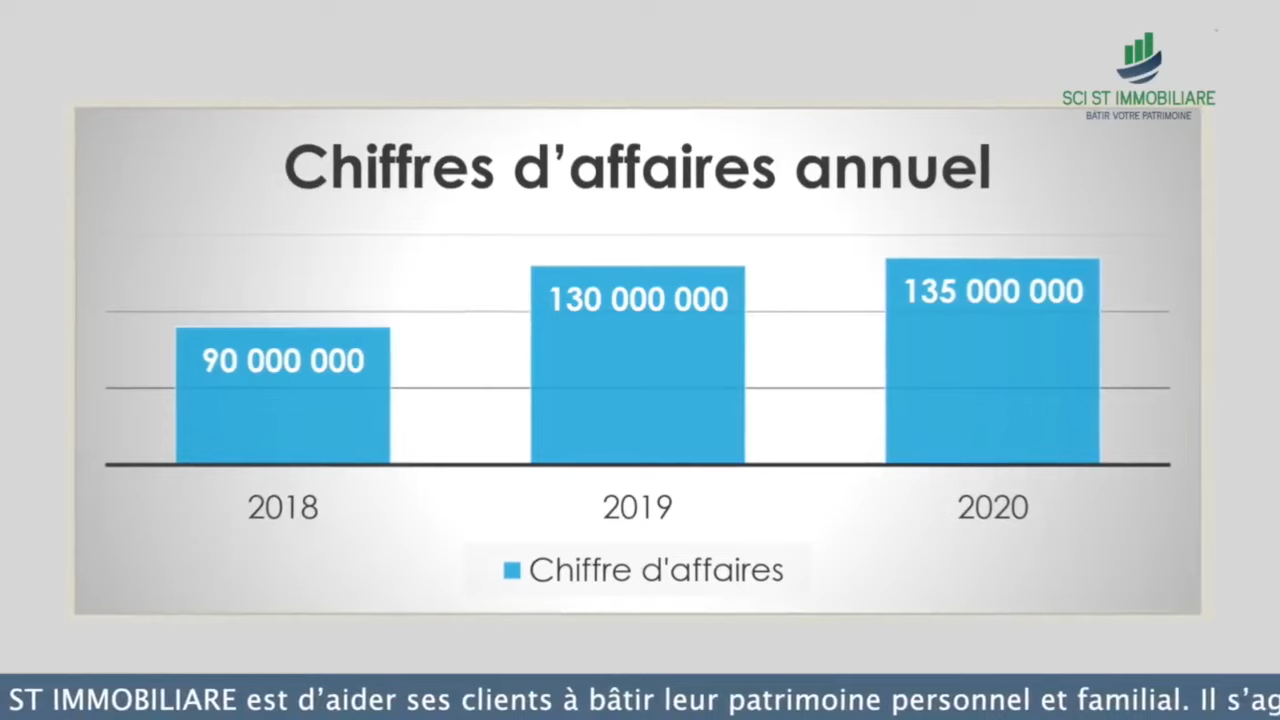 SCI ST IMMOBILIARE
BÂTIR VOTRE PATRIMOINE
Chiffres d’affaires annuel
90 000 000
130 000 000
135 000 000
2018
2019
2020
Chiffre d'affaires
ST IMMOBILIARE est d’aider ses clients à bâtir leur patrimoine personnel et familial. Il s’ag